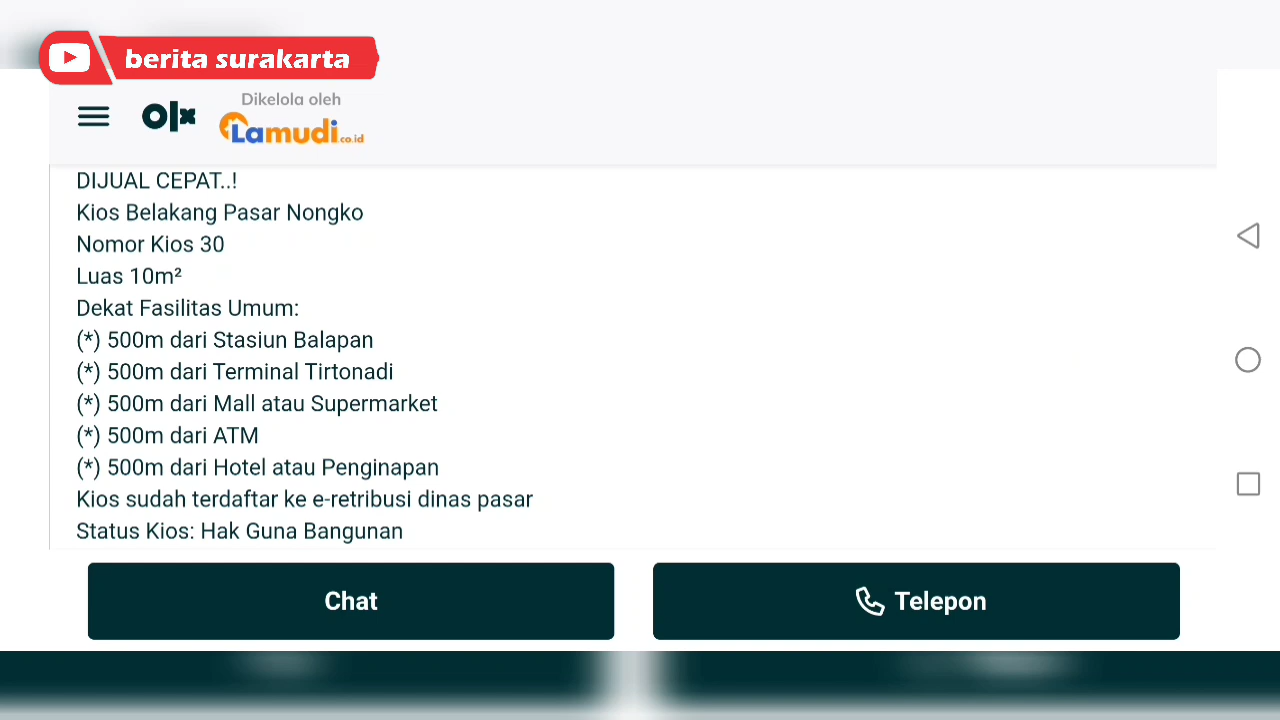 berita surakarta
olx
Dikelola oleh
Lamudi.co.id
DIJUAL CEPAT..!
Kios Belakang Pasar Nongko
Nomor Kios 30
Luas 10m²
Dekat Fasilitas Umum:
(*) 500m dari Stasiun Balapan
(*) 500m dari Terminal Tirtonadi
(*) 500m dari Mall atau Supermarket
(*) 500m dari ATM
(*) 500m dari Hotel atau Penginapan
Kios sudah terdaftar ke e-retribusi dinas pasar
Status Kios: Hak Guna Bangunan
Chat
Telepon